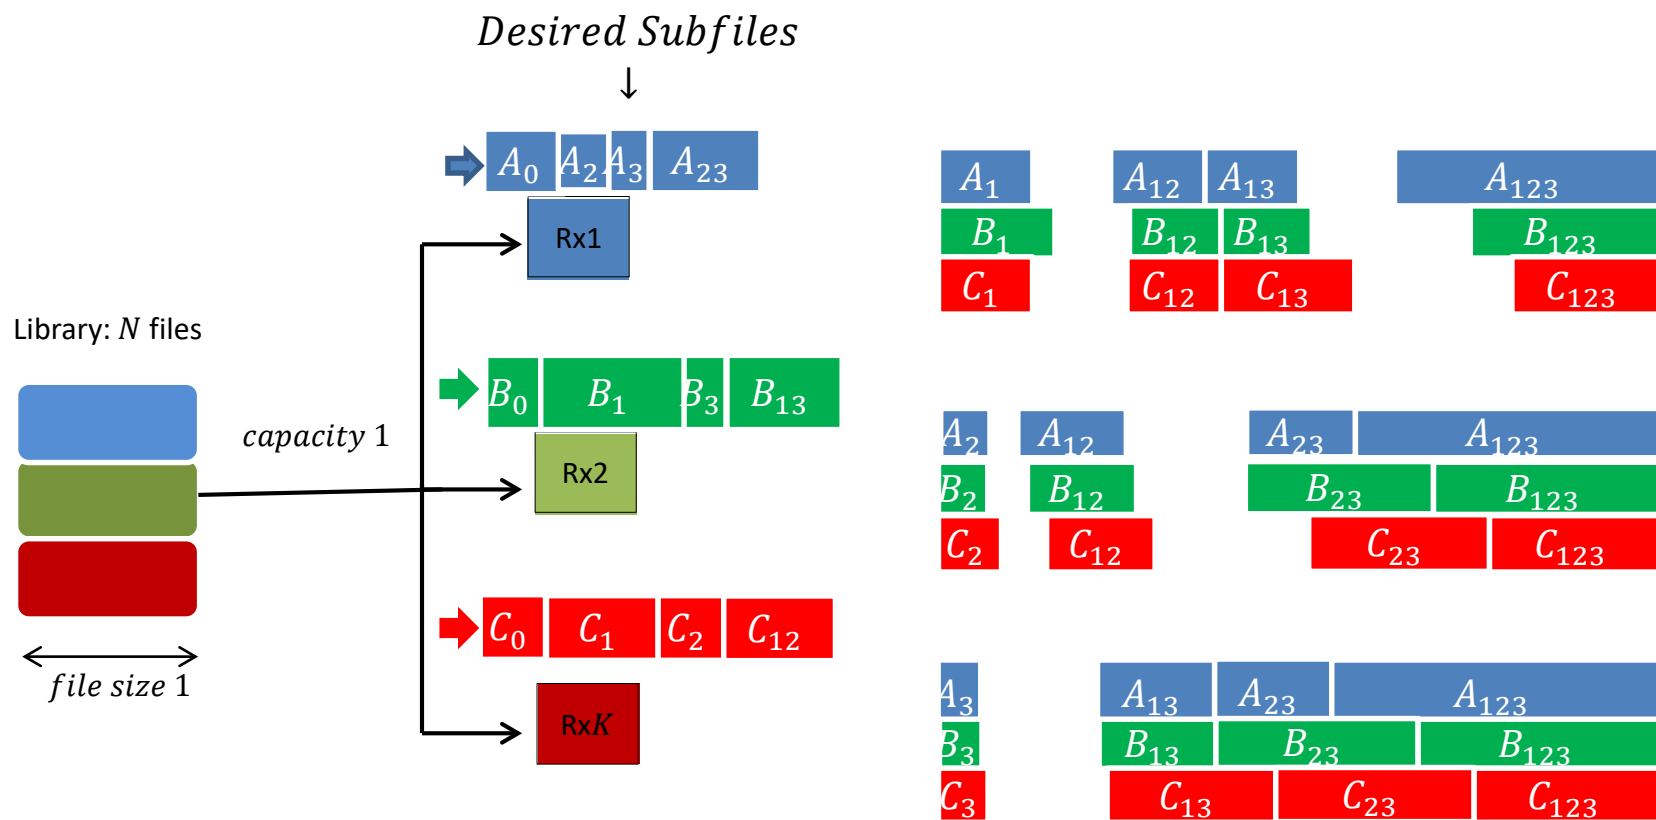 Desired Subfiles
↓
A₀ A₂ A₃ A₂₃
Rx1
A₁ A₁₂ A₁₃ A₁₂₃
B₁ B₁₂ B₁₃ B₁₂₃
C₁ C₁₂ C₁₃ C₁₂₃
Library: N files
capacity 1
file size 1
B₀ B₁ B₃ B₁₃
Rx2
A₂ A₁₂ A₂₃ A₁₂₃
B₂ B₁₂ B₂₃ B₁₂₃
C₂ C₁₂ C₂₃ C₁₂₃
C₀ C₁ C₂ C₁₂
RxK
A₃ A₁₃ A₂₃ A₁₂₃
B₃ B₁₃ B₂₃ B₁₂₃
C₃ C₁₃ C₂₃ C₁₂₃